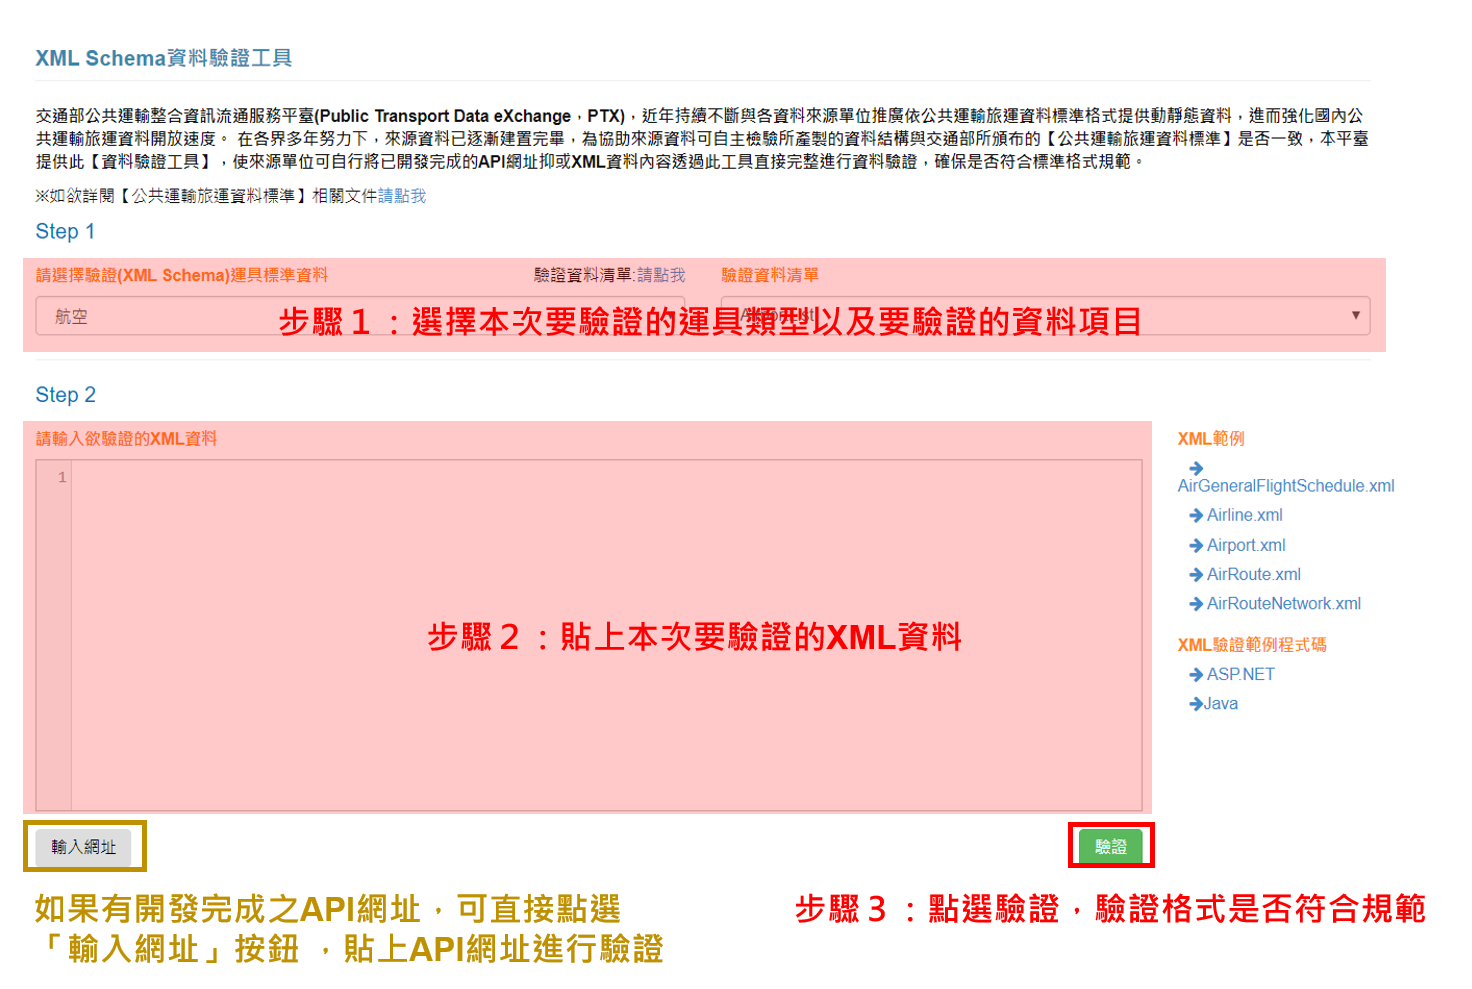 XML Schema資料驗證工具
交通部公共運輸整合資訊流通服務平臺(Public Transport Data eXchange,PTX),近年持續不斷與各資料來源單位推廣依公共運輸旅運資料標準格式提供動靜態資料,進而強化國內公
共運輸旅運資料開放速度。 在各界多年努力下,來源資料已逐漸建置完畢,為協助來源資料可自主檢驗所產製的資料結構與交通部所頒布的【公共運輸旅運資料標準】是否一致,本平臺
提供此【資料驗證工具】,使來源單位可自行將已開發完成的API網址抑或XML資料內容透過此工具直接完整進行資料驗證,確保是否符合標準格式規範。
※如欲詳閱【公共運輸旅運資料標準】相關文件請點我
Step 1
請選擇驗證(XML Schema)運具標準資料 驗證資料清單:請點我 驗證資料清單
航空
步驟1:選擇本次要驗證的運具類型以及要驗證的資料項目
Step 2
請輸入欲驗證的XML資料
1
步驟2:貼上本次要驗證的XML資料
XML範例
AirGeneralFlightSchedule.xml
Airline.xml
Airport.xml
AirRoute.xml
AirRouteNetwork.xml
XML驗證範例程式碼
ASP.NET
Java
輸入網址
驗證
如果有開發完成之API網址,可直接點選
「輸入網址」按鈕 ,貼上API網址進行驗證
步驟3:點選驗證,驗證格式是否符合規範